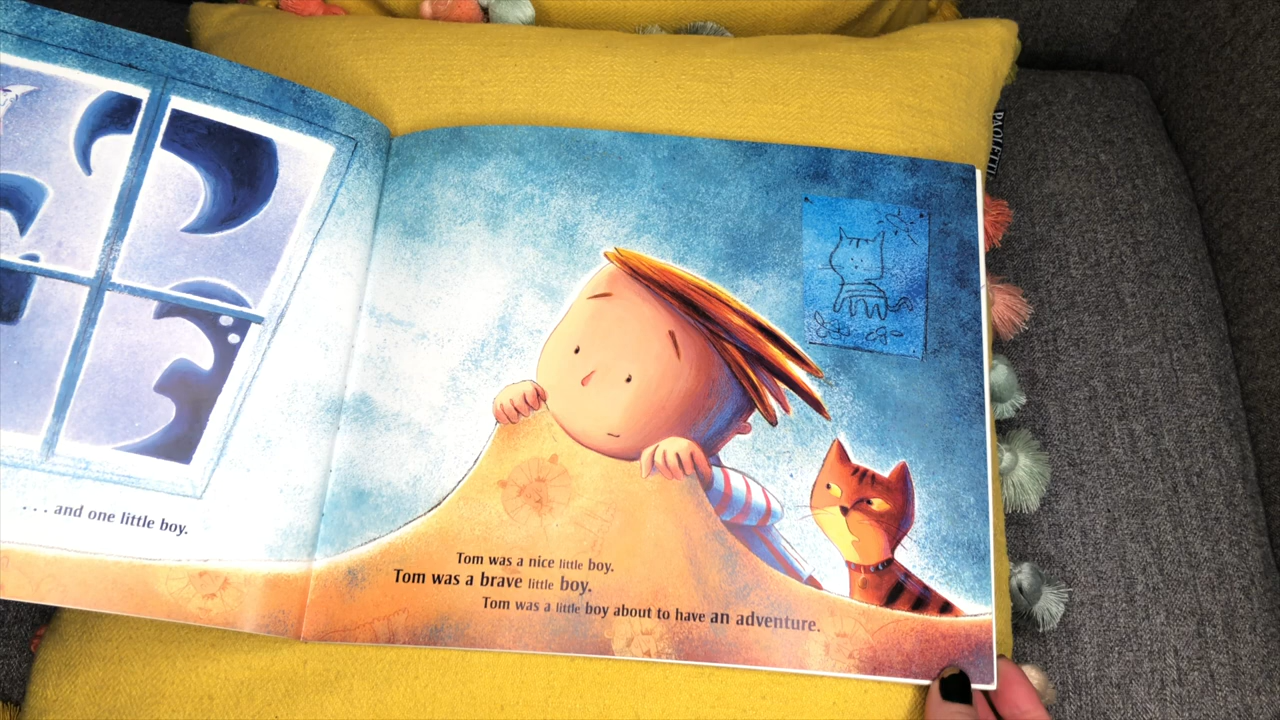 . . . and one little boy.
Tom was a nice little boy.
Tom was a brave little boy.
Tom was a little boy about to have an adventure.
PAOLETTI